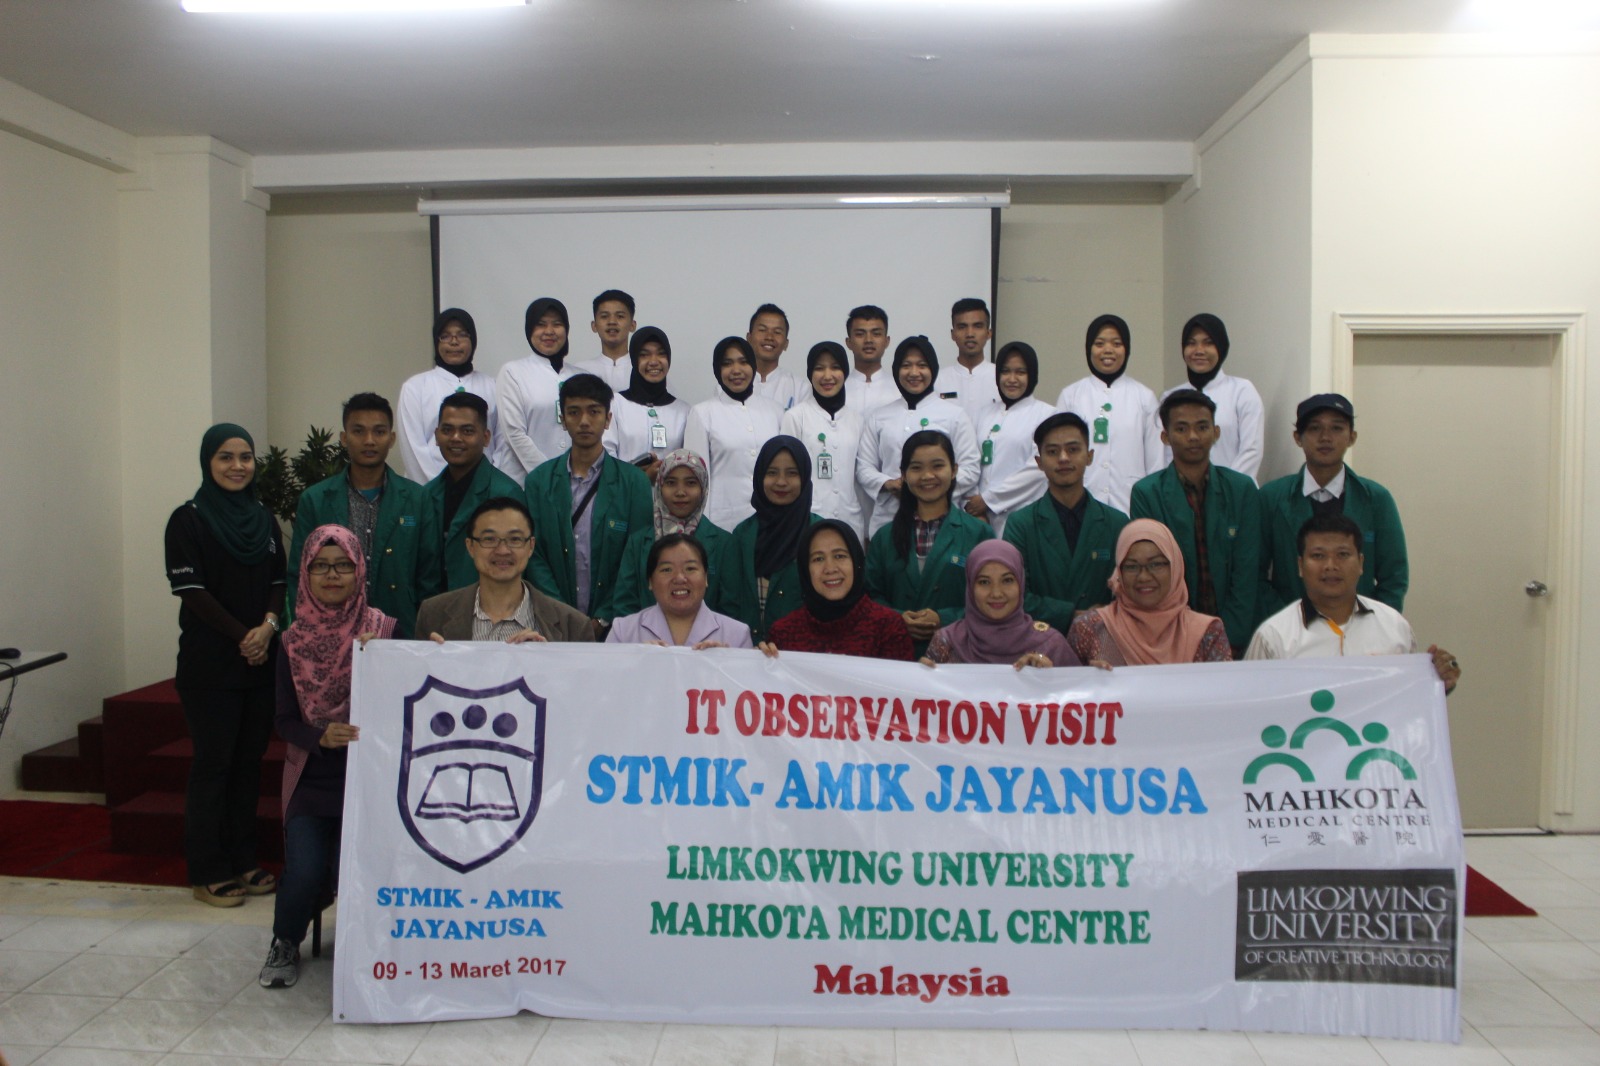 IT OBSERVATION VISIT
STMIK- AMIK JAYANUSA
LIMKOKWING UNIVERSITY
MAHKOTA MEDICAL CENTRE
Malaysia
STMIK - AMIK
JAYANUSA
09 - 13 Maret 2017
MAHKOTA
MEDICAL CENTRE
仁愛醫院
LIMKOKWING
UNIVERSITY
OF CREATIVE TECHNOLOGY
Marketing